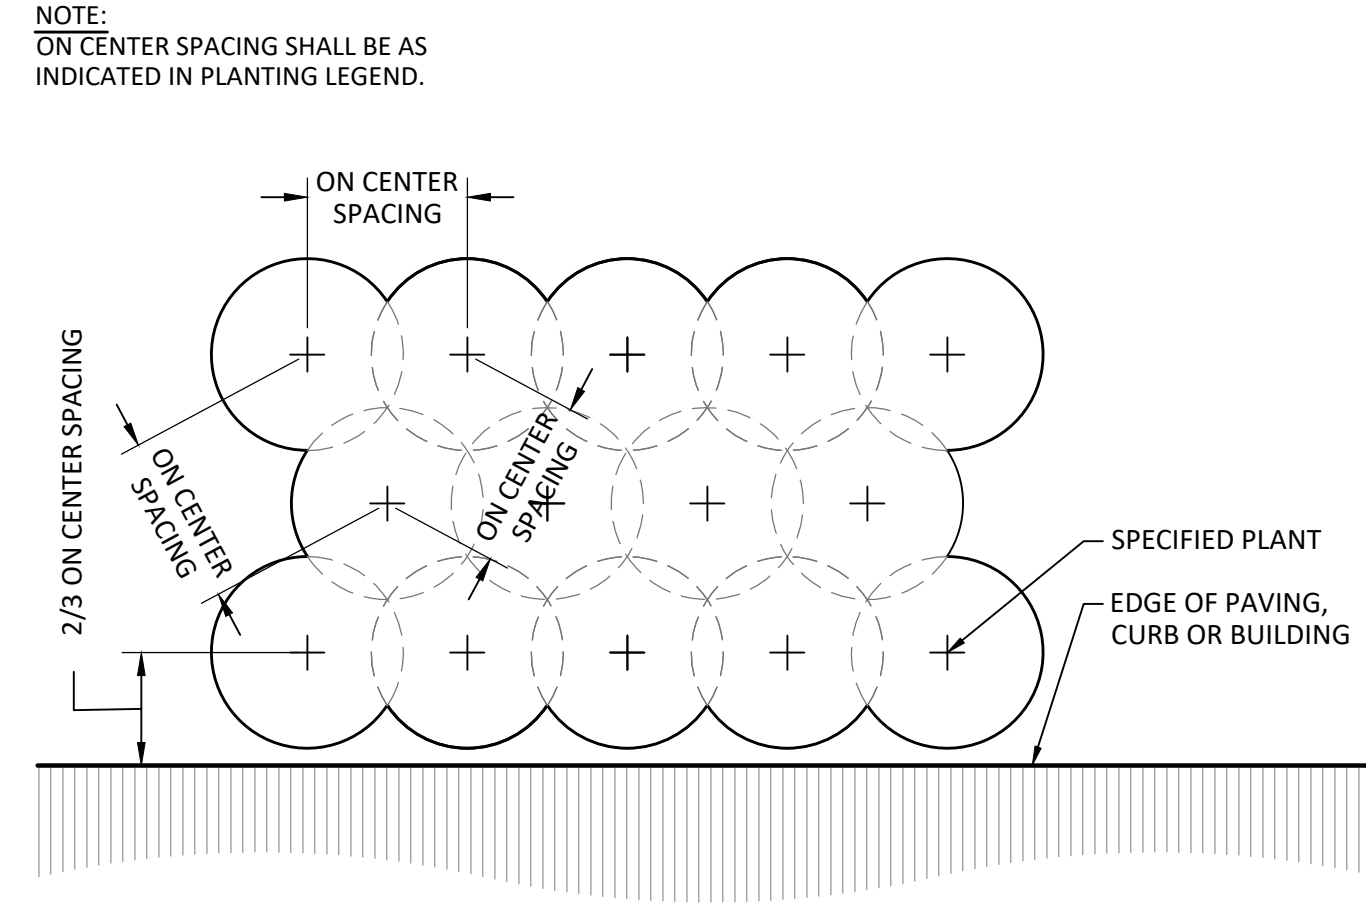 NOTE:
ON CENTER SPACING SHALL BE AS
INDICATED IN PLANTING LEGEND.
ON CENTER
SPACING
2/3 ON CENTER SPACING
ON CENTER
SPACING
ON CENTER
SPACING
SPECIFIED PLANT
EDGE OF PAVING,
CURB OR BUILDING